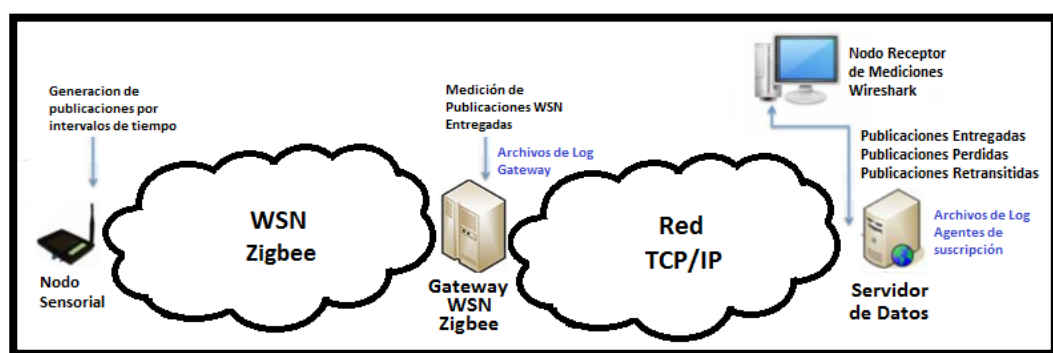 Generacion de
publicaciones por
intervalos de tiempo
Nodo
Sensorial
WSN
Zigbee
Medición de
Publicaciones WSN
Entregadas
Archivos de Log
Gateway
Gateway
WSN
Zigbee
Red
TCP/IP
Nodo Receptor
de Mediciones
Wireshark
Publicaciones Entregadas
Publicaciones Perdidas
Publicaciones Retransitidas
Archivos de Log
Agentes de
suscripción
Servidor
de Datos